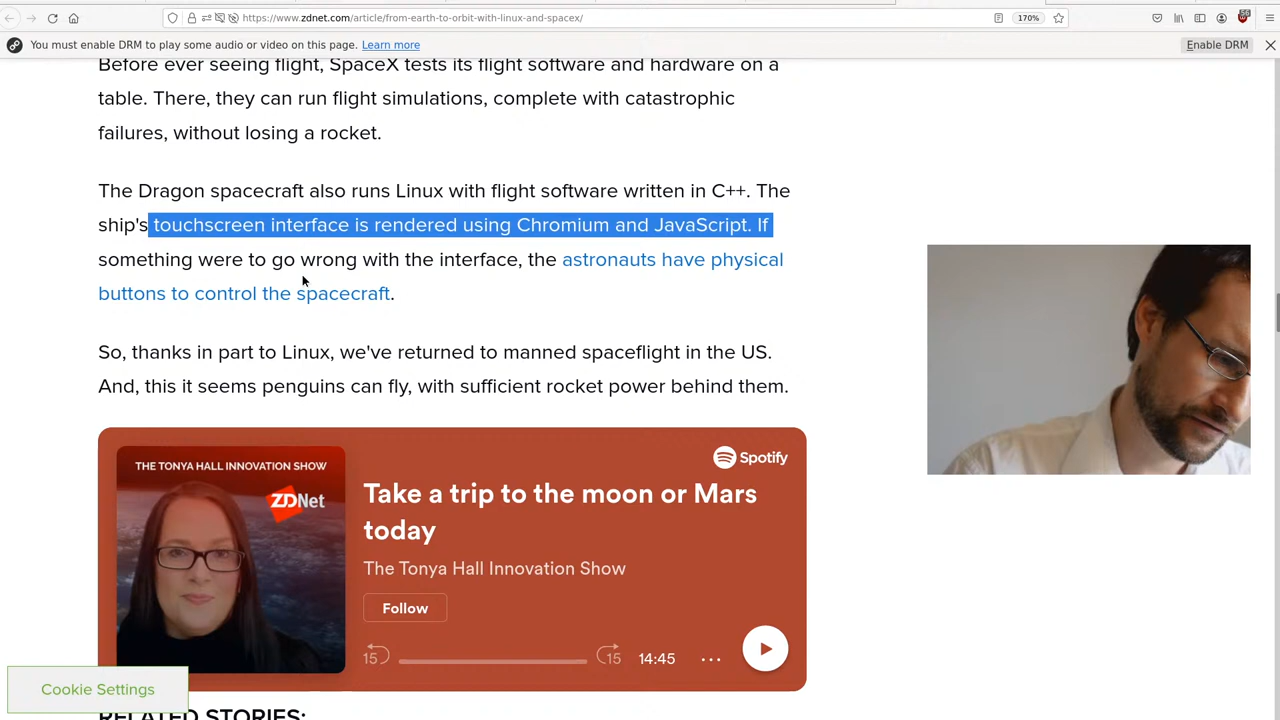 https://www.zdnet.com/article/from-earth-to-orbit-with-linux-and-spacex/
170%
56
You must enable DRM to play some audio or video on this page. Learn more
Enable DRM
Before ever seeing flight, SpaceX tests its flight software and hardware on a
table. There, they can run flight simulations, complete with catastrophic
failures, without losing a rocket.
The Dragon spacecraft also runs Linux with flight software written in C++. The
ship's touchscreen interface is rendered using Chromium and JavaScript. If
something were to go wrong with the interface, the astronauts have physical
buttons to control the spacecraft.
So, thanks in part to Linux, we've returned to manned spaceflight in the US.
And, this it seems penguins can fly, with sufficient rocket power behind them.
THE TONYA HALL INNOVATION SHOW
ZDNet
Spotify
Take a trip to the moon or Mars
today
The Tonya Hall Innovation Show
Follow
15
15
14:45
Cookie Settings
RELATED STORIES: